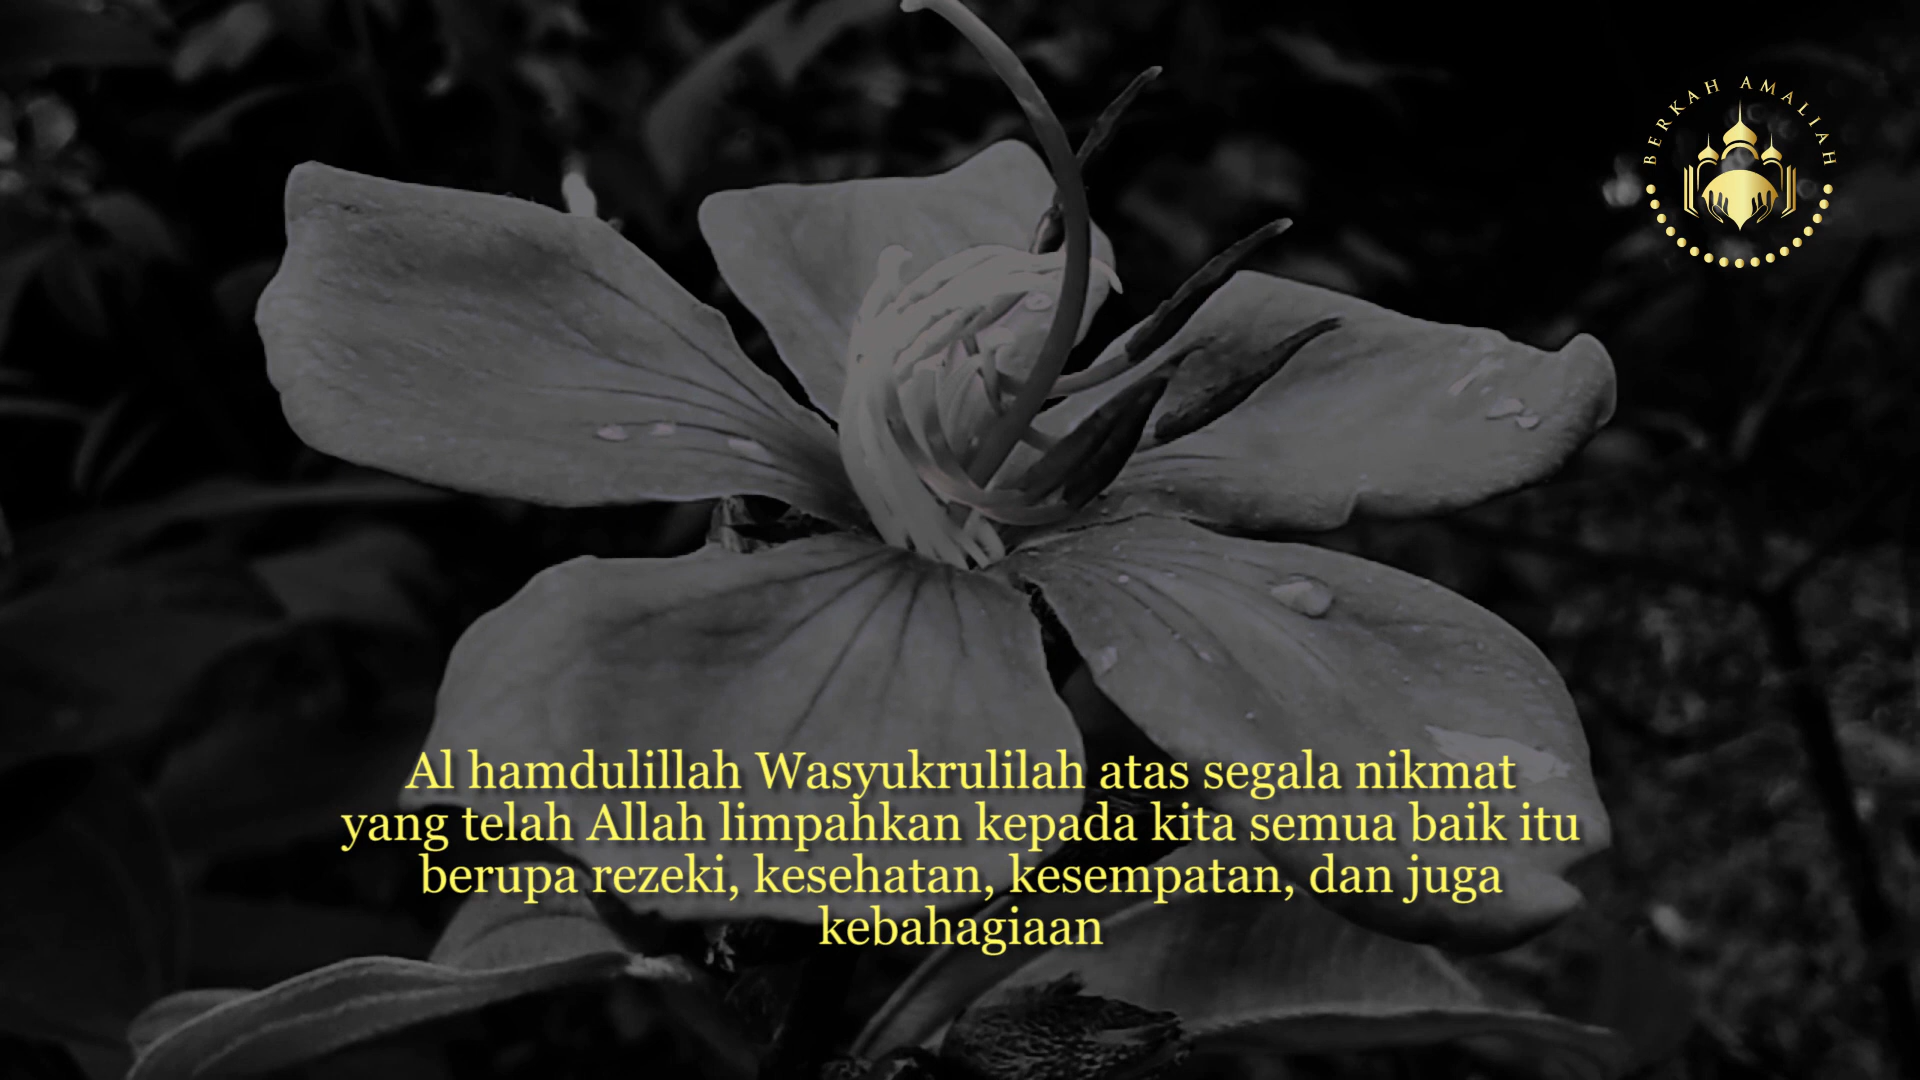 BERKAH AMALIAH
Al hamdulillah Wasyukrulilah atas segala nikmat
yang telah Allah limpahkan kepada kita semua baik itu
berupa rezeki, kesehatan, kesempatan, dan juga
kebahagiaan